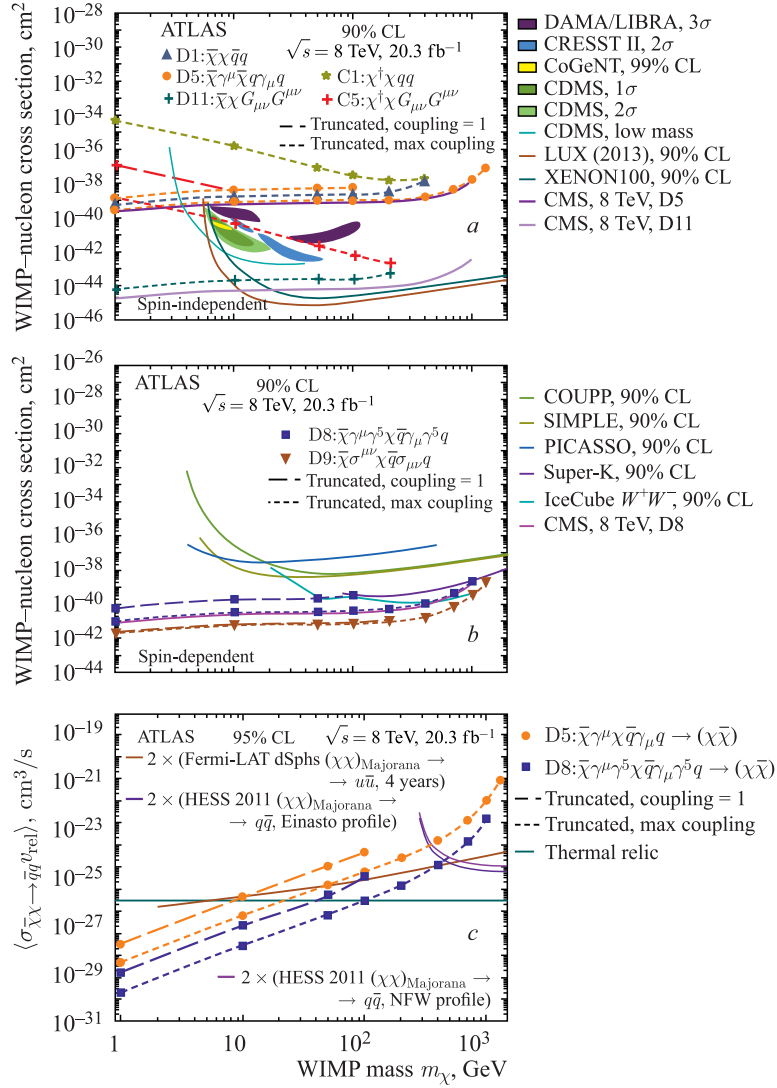 WIMP–nucleon cross section, cm²
10⁻²⁸
10⁻³⁰
10⁻³²
10⁻³⁴
10⁻³⁶
10⁻³⁸
10⁻⁴⁰
10⁻⁴²
10⁻⁴⁴
10⁻⁴⁶
ATLAS
90% CL
√s = 8 TeV, 20.3 fb⁻¹
D1:χ̄χq̄q
D5:χ̄γ^μχ̄qγ_μq
D11:χ̄χG_μνG^μν
C1:χ†χqq
C5:χ†χG_μνG^μν
Truncated, coupling = 1
Truncated, max coupling
a
Spin-independent
DAMA/LIBRA, 3σ
CRESST II, 2σ
CoGeNT, 99% CL
CDMS, 1σ
CDMS, 2σ
CDMS, low mass
LUX (2013), 90% CL
XENON100, 90% CL
CMS, 8 TeV, D5
CMS, 8 TeV, D11
WIMP–nucleon cross section, cm²
10⁻²⁶
10⁻²⁸
10⁻³⁰
10⁻³²
10⁻³⁴
10⁻³⁶
10⁻³⁸
10⁻⁴⁰
10⁻⁴²
10⁻⁴⁴
ATLAS
90% CL
√s = 8 TeV, 20.3 fb⁻¹
D8:χ̄γ^μγ⁵χq̄γ_μγ⁵q
D9:χ̄σ^μνχq̄σ_μνq
Truncated, coupling = 1
Truncated, max coupling
b
Spin-dependent
COUPP, 90% CL
SIMPLE, 90% CL
PICASSO, 90% CL
Super-K, 90% CL
IceCube W⁺W⁻, 90% CL
CMS, 8 TeV, D8
⟨σ_χ̄χ→q̄q v_rel⟩, cm³/s
10⁻¹⁹
10⁻²¹
10⁻²³
10⁻²⁵
10⁻²⁷
10⁻²⁹
10⁻³¹
ATLAS
95% CL
√s = 8 TeV, 20.3 fb⁻¹
2 × (Fermi-LAT dSphs (χχ)_Majorana →
→ uū, 4 years)
2 × (HESS 2011 (χχ)_Majorana →
→ qq̄, Einasto profile)
c
2 × (HESS 2011 (χχ)_Majorana →
→ qq̄, NFW profile)
D5:χ̄γ^μχq̄γ_μq → (χχ̄)
D8:χ̄γ^μγ⁵χq̄γ_μγ⁵q → (χχ̄)
Truncated, coupling = 1
Truncated, max coupling
Thermal relic
1
10
10²
10³
WIMP mass m_χ, GeV